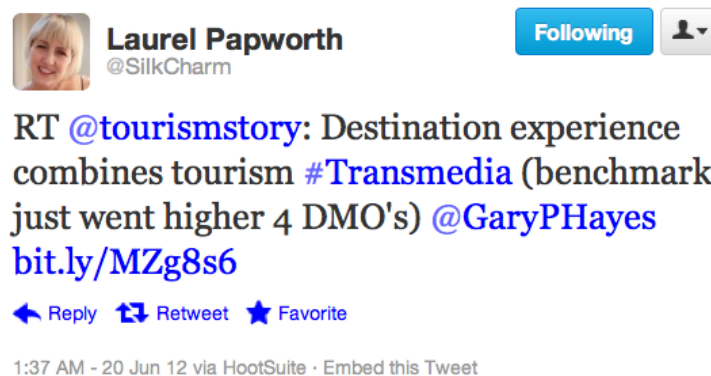 Laurel Papworth
Following
@SilkCharm
RT @tourismstory: Destination experience
combines tourism #Transmedia (benchmark
just went higher 4 DMO's) @GaryPHayes
bit.ly/MZg8s6
Reply Retweet Favorite
1:37 AM - 20 Jun 12 via HootSuite · Embed this Tweet